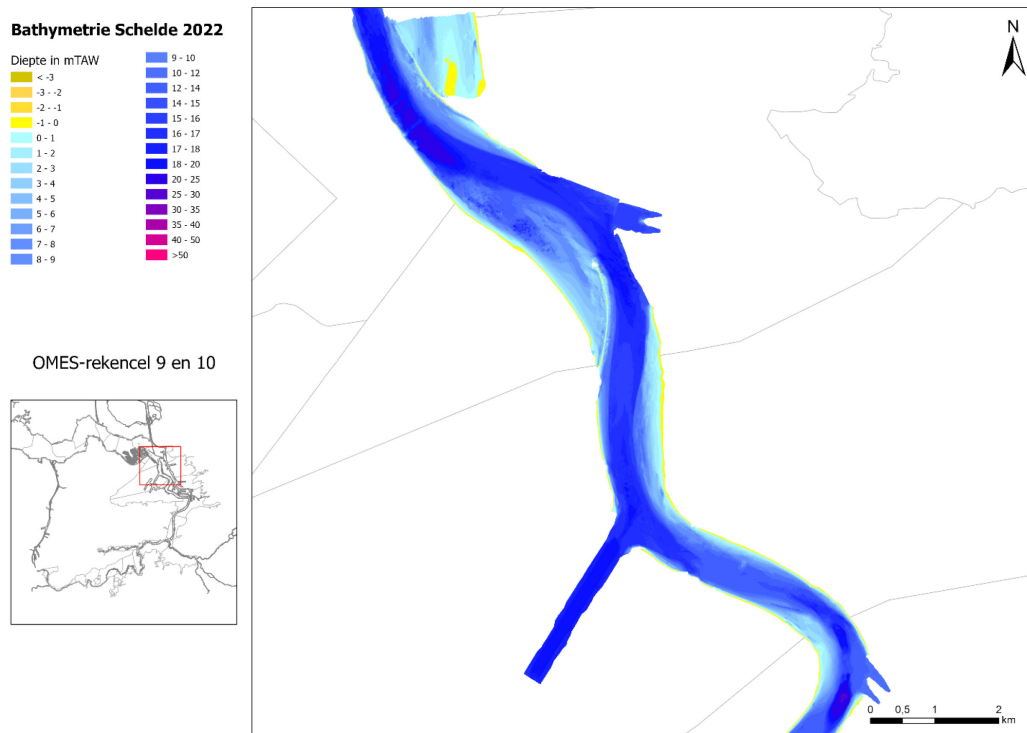 Bathymetrie Schelde 2022
Diepte in mTAW
< -3
-3 - -2
-2 - -1
-1 - 0
0 - 1
1 - 2
2 - 3
3 - 4
4 - 5
5 - 6
6 - 7
7 - 8
8 - 9
9 - 10
10 - 12
12 - 14
14 - 15
15 - 16
16 - 17
17 - 18
18 - 20
20 - 25
25 - 30
30 - 35
35 - 40
40 - 50
>50
OMES-rekencel 9 en 10
N
0 0,5 1 2
km